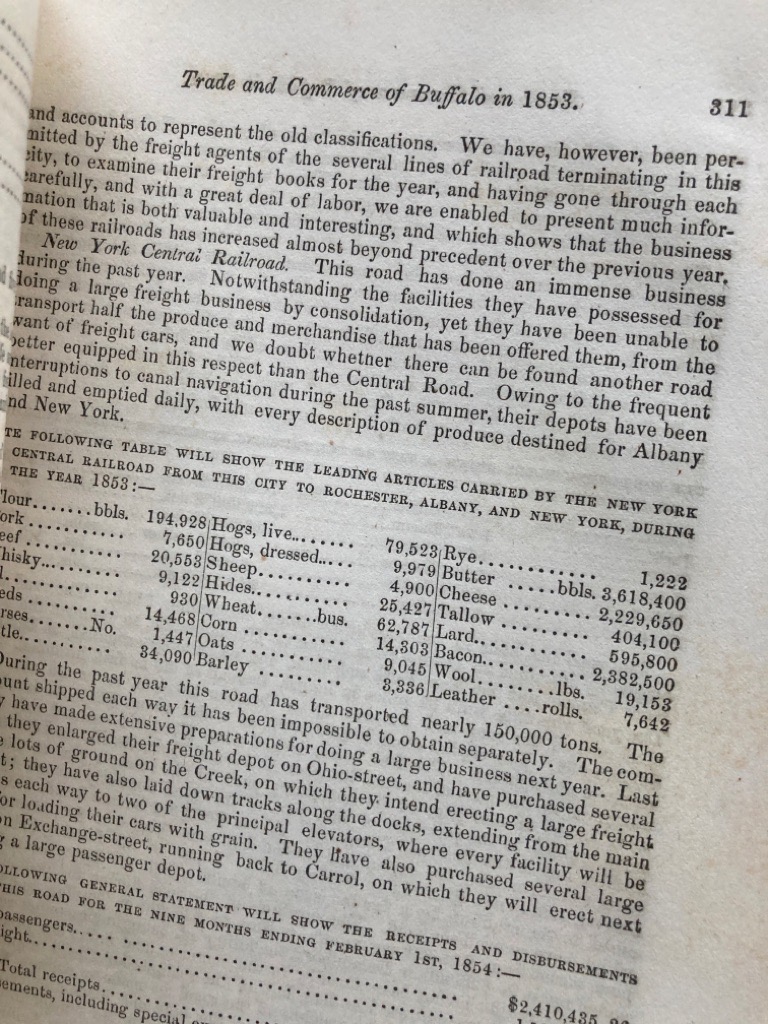 Trade and Commerce of Buffalo in 1853. 311
and accounts to represent the old classifications. We have, however, been per-
mitted by the freight agents of the several lines of railroad terminating in this
city, to examine their freight books for the year, and having gone through each
carefully, and with a great deal of labor, we are enabled to present much infor-
mation that is both valuable and interesting, and which shows that the business
of these railroads has increased almost beyond precedent over the previous year.
New York Central Railroad. This road has done an immense business
during the past year. Notwithstanding the facilities they have possessed for
doing a large freight business by consolidation, yet they have been unable to
transport half the produce and merchandise that has been offered them, from the
want of freight cars, and we doubt whether there can be found another road
better equipped in this respect than the Central Road. Owing to the frequent
interruptions to canal navigation during the past summer, their depots have been
filled and emptied daily, with every description of produce destined for Albany
and New York.
TE FOLLOWING TABLE WILL SHOW THE LEADING ARTICLES CARRIED BY THE NEW YORK
CENTRAL RAILROAD FROM THIS CITY TO ROCHESTER, ALBANY, AND NEW YORK, DURING
THE YEAR 1853:—
lour.......bbls. 194,928 Hogs, live....... 79,523 Rye............ 1,222
ork.......... 7,650 Hogs, dressed..... 9,979 Butter .....bbls. 3,618,400
eef.......... 20,553 Sheep.......... 4,900 Cheese ......... 2,229,650
hisky......... 9,122 Hides.......... 25,427 Tallow ......... 404,100
l............ 930 Wheat.......bus. 62,787 Lard........... 595,800
eds.......... 14,468 Corn .......... 14,303 Bacon.......... 2,382,500
rses.......No. 1,447 Oats .......... 9,045 Wool........lbs. 19,153
tle........... 34,090 Barley ......... 3,336 Leather ....rolls. 7,642
During the past year this road has transported nearly 150,000 tons. The
ount shipped each way it has been impossible to obtain separately. The com-
y have made extensive preparations for doing a large business next year. Last
they enlarged their freight depot on Ohio-street, and have purchased several
lots of ground on the Creek, on which they intend erecting a large freight
t; they have also laid down tracks along the docks, extending from the main
s each way to two of the principal elevators, where every facility will be
for loading their cars with grain. They have also purchased several large
on Exchange-street, running back to Carrol, on which they will erect next
g a large passenger depot.
OLLOWING GENERAL STATEMENT WILL SHOW THE RECEIPTS AND DISBURSEMENTS
HIS ROAD FOR THE NINE MONTHS ENDING FEBRUARY 1ST, 1854:—
passengers............ $2,410,435
ight............
Total receipts............
ements, including special